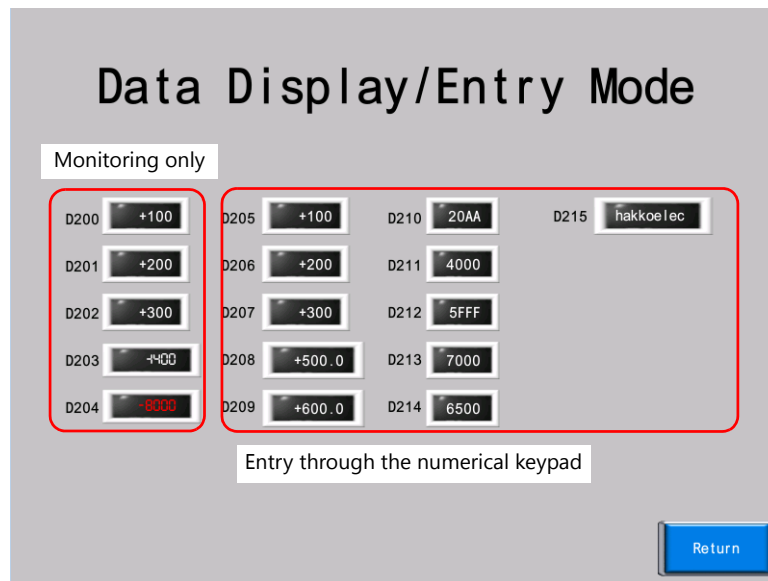 Data Display/Entry Mode
Monitoring only
D200 +100 D205 +100 D210 20AA D215 hakkoelec
D201 +200 D206 +200 D211 4000
D202 +300 D207 +300 D212 5FFF
D203 -1400 D208 +500.0 D213 7000
D204 -8000 D209 +600.0 D214 6500
Entry through the numerical keypad
Return